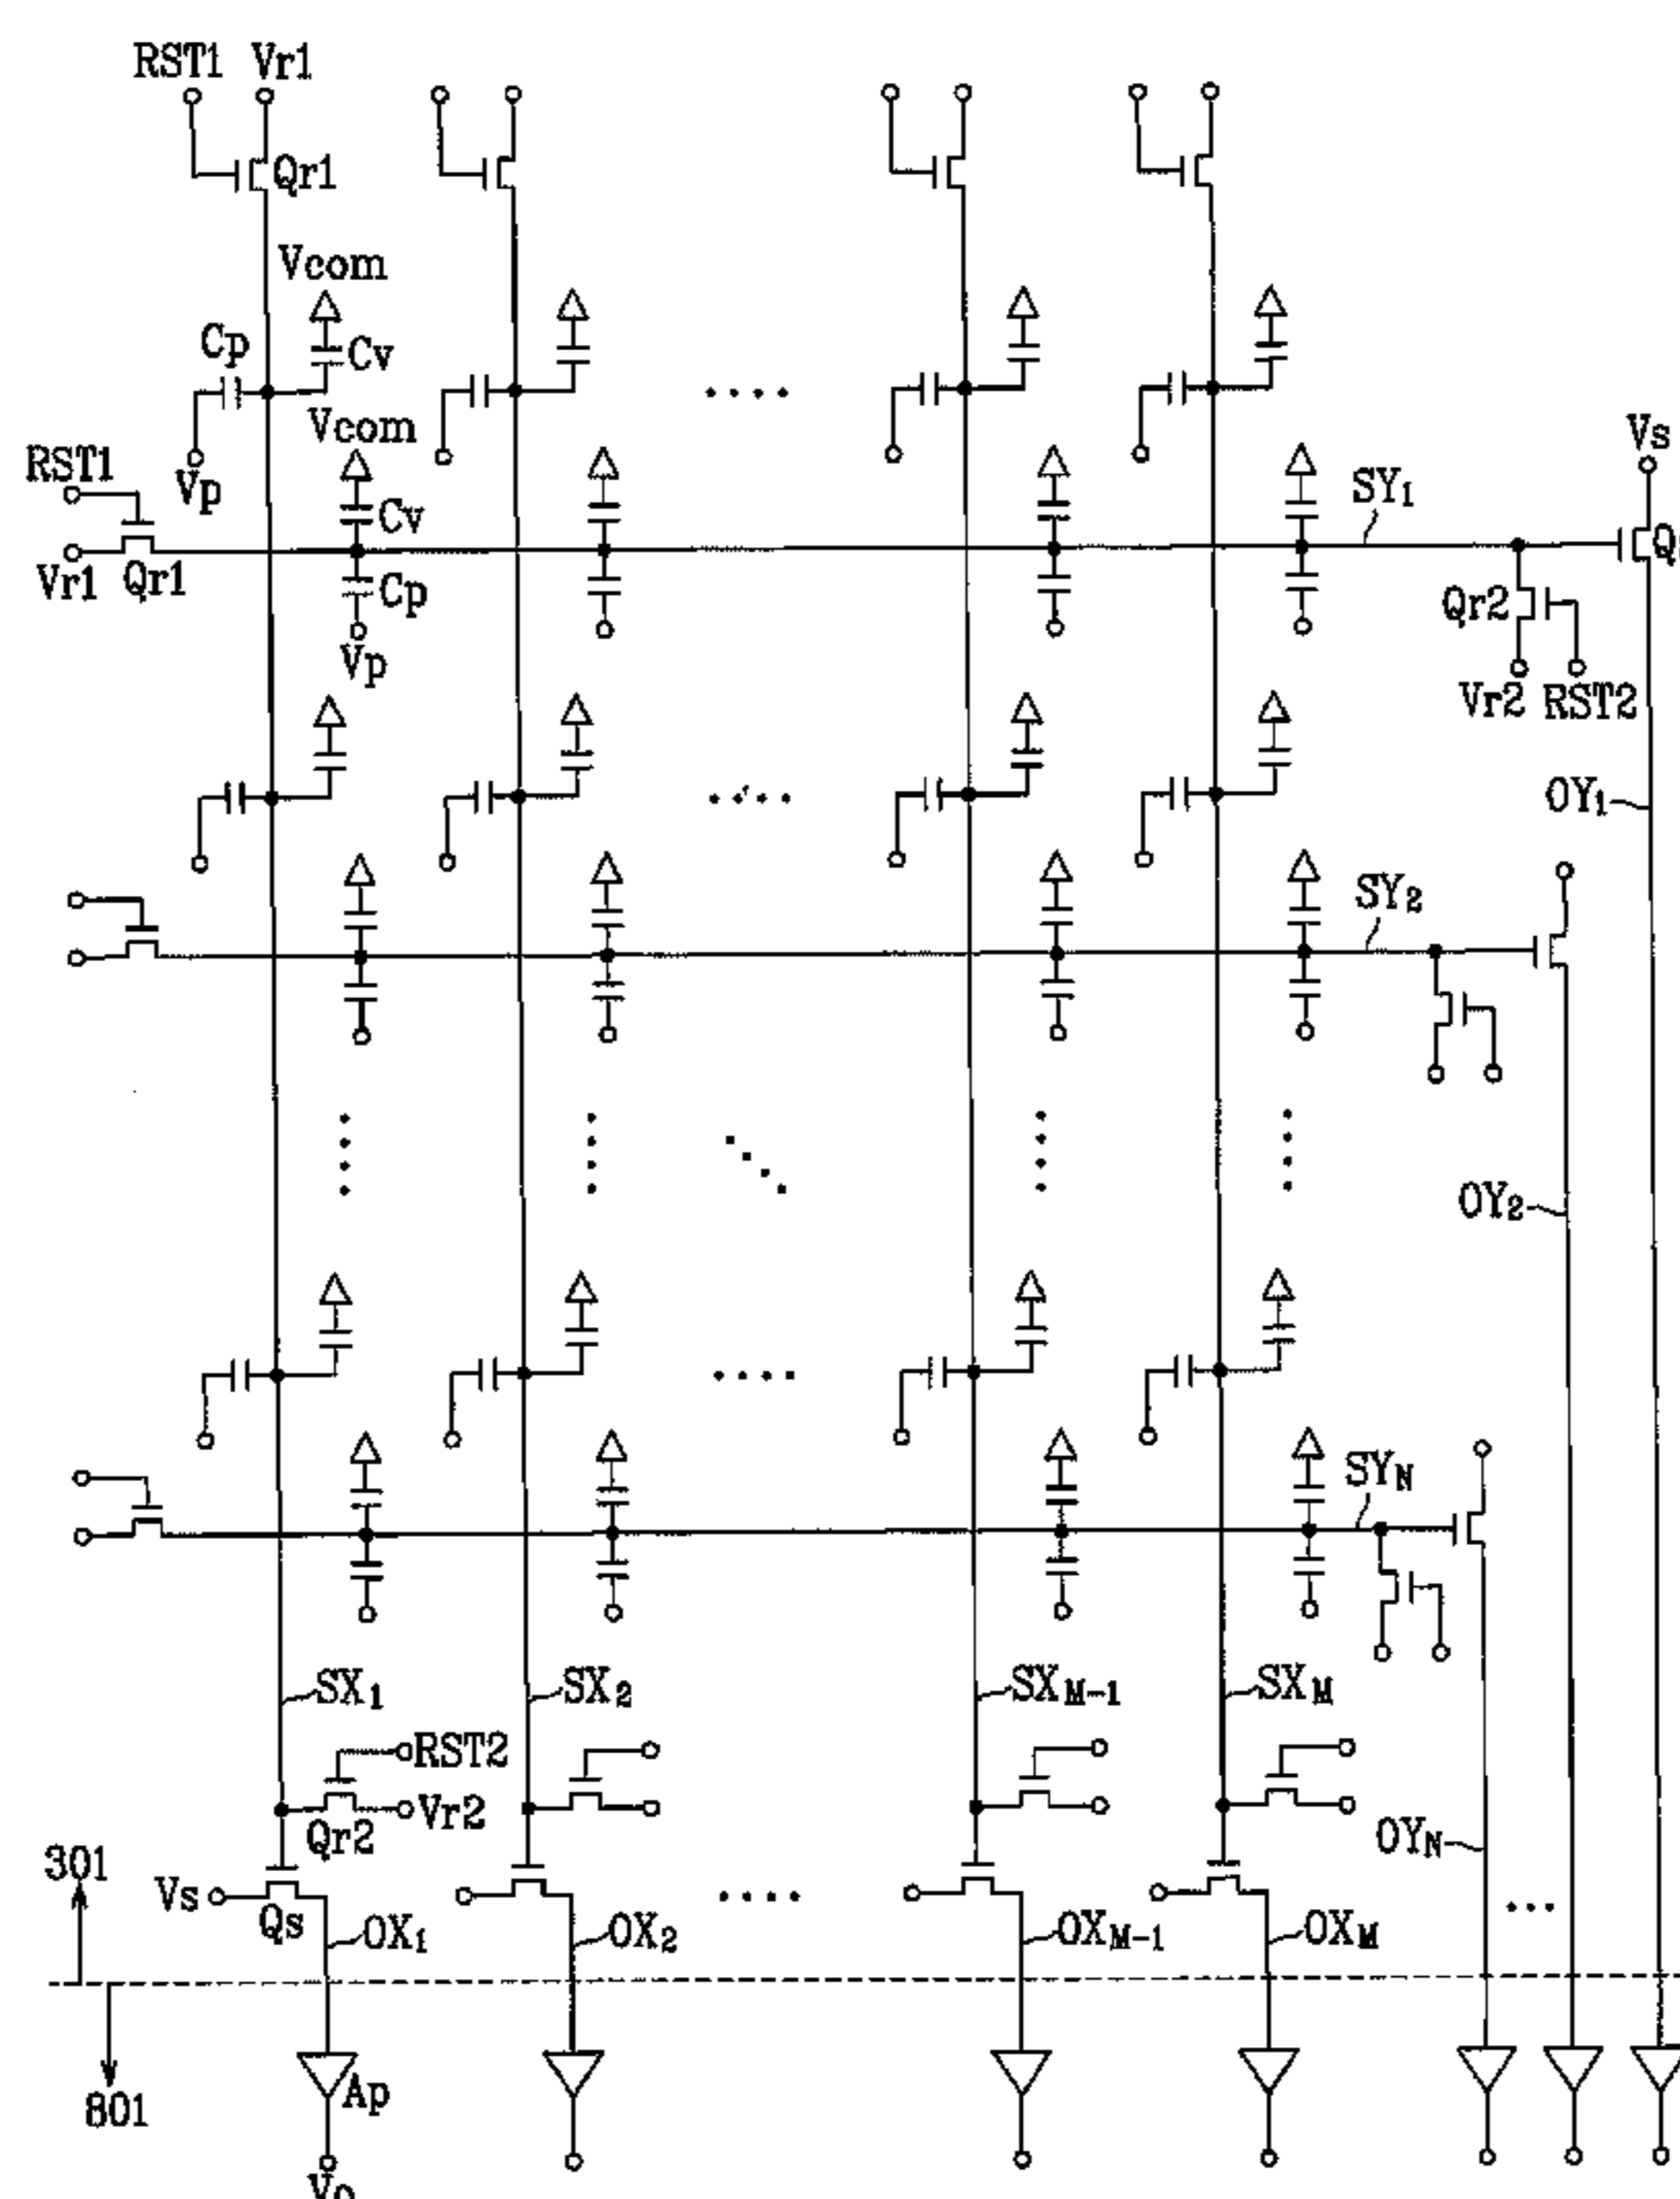 RST1 Vr1
Qr1
Vcom
Cp Cv
Vcom
Vp
RST1
Cv
SY1
Vs
Vr1 Qr1
Cp
Vp
Q
Qr2
Vr2 RST2
OY1
SY2
OY2
SYN
SX1 SX2 SXM-1 SXM
RST2
Vr2
Qr2
OYN
301
Vs
Qs
OX1 OX2 OXM-1 OXM
801
Ap
Vo